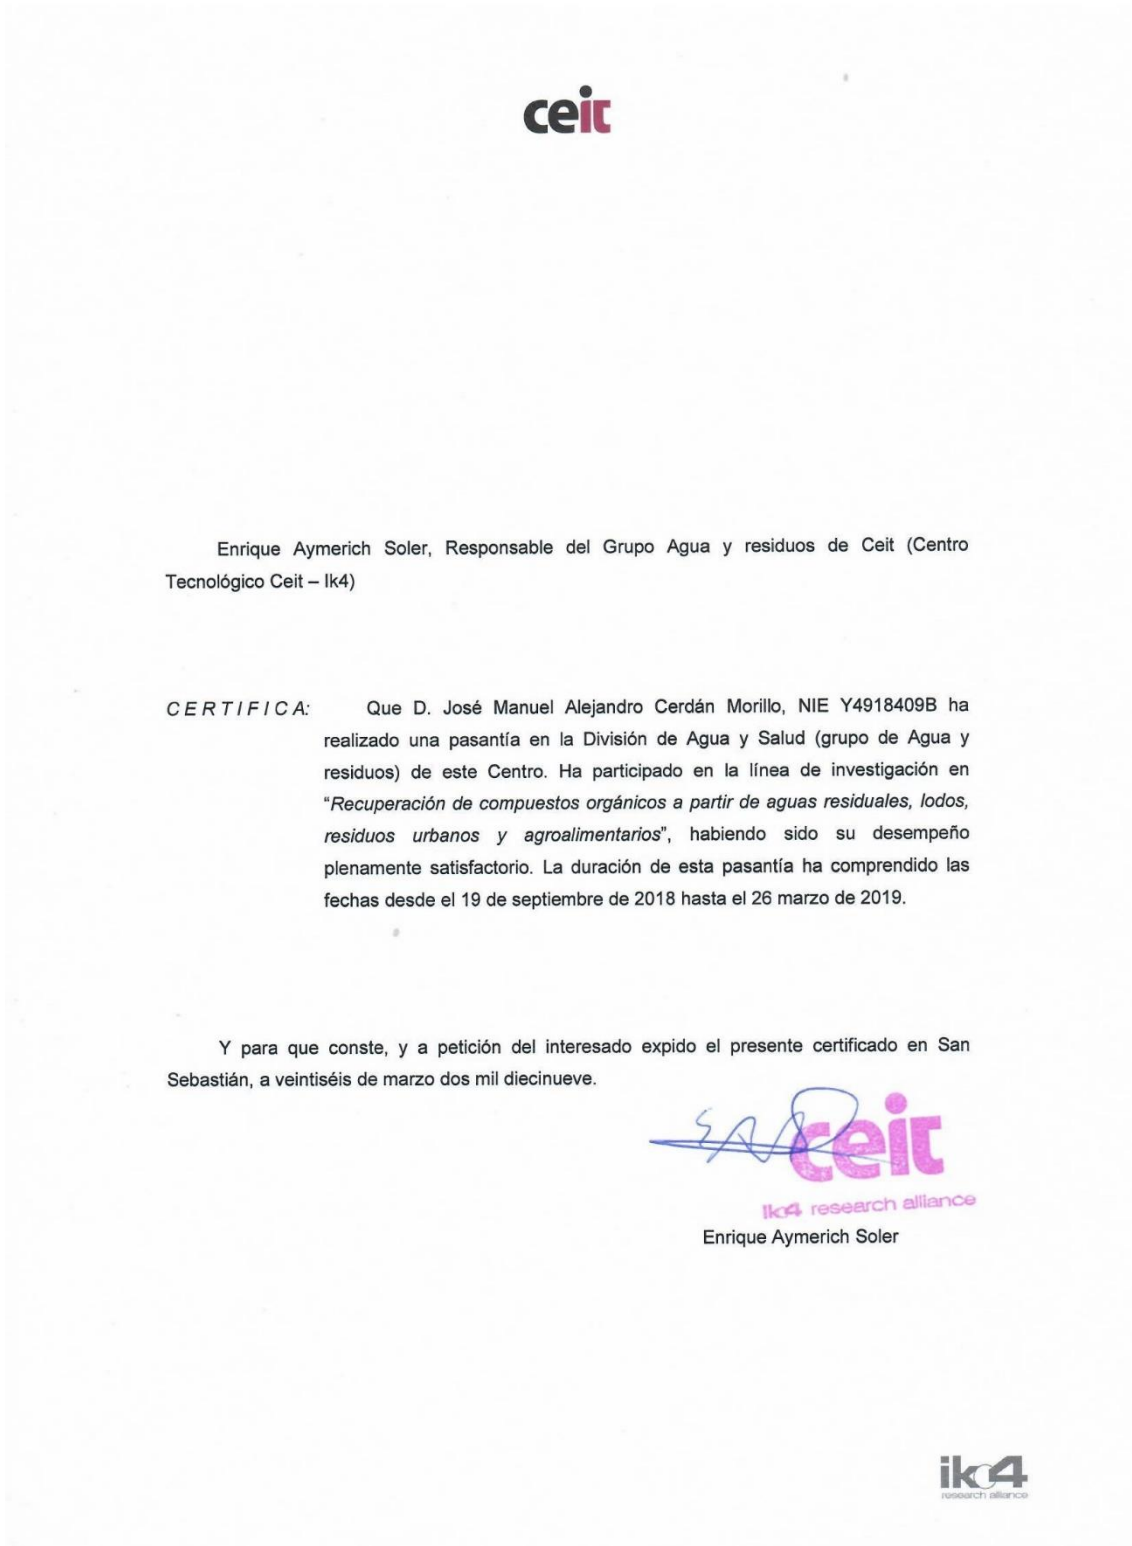 ceit
Enrique Aymerich Soler, Responsable del Grupo Agua y residuos de Ceit (Centro
Tecnológico Ceit – Ik4)
CERTIFICA: Que D. José Manuel Alejandro Cerdán Morillo, NIE Y4918409B ha
realizado una pasantía en la División de Agua y Salud (grupo de Agua y
residuos) de este Centro. Ha participado en la línea de investigación en
“Recuperación de compuestos orgánicos a partir de aguas residuales, lodos,
residuos urbanos y agroalimentarios”, habiendo sido su desempeño
plenamente satisfactorio. La duración de esta pasantía ha comprendido las
fechas desde el 19 de septiembre de 2018 hasta el 26 marzo de 2019.
Y para que conste, y a petición del interesado expido el presente certificado en San
Sebastián, a veintiséis de marzo dos mil diecinueve.
ceit
ik4 research alliance
Enrique Aymerich Soler
ik4
research alliance